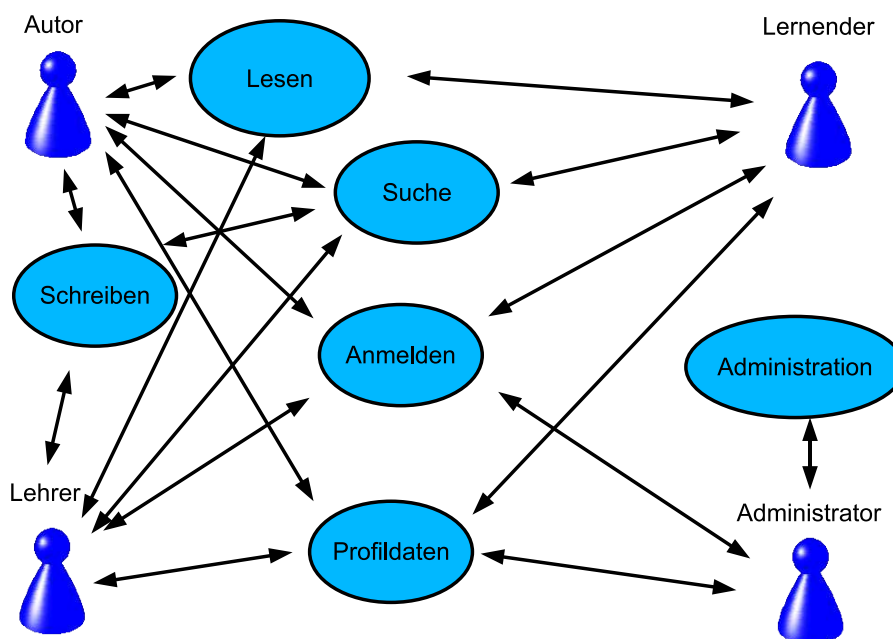 Autor
Lernender
Lesen
Suche
Schreiben
Anmelden
Administration
Lehrer
Administrator
Profildaten